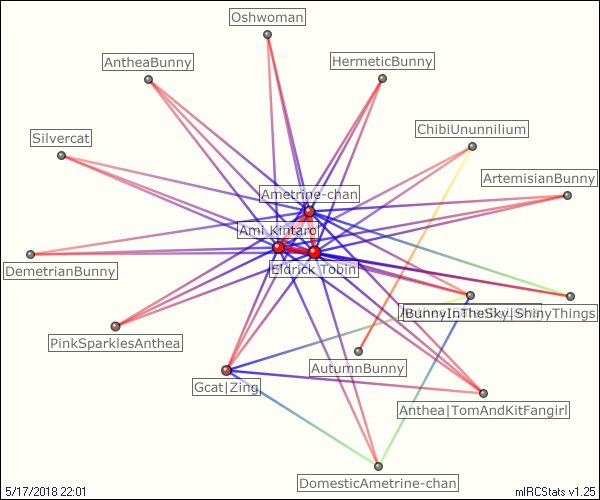 Oshwoman
AntheaBunny
HermeticBunny
ChibiUnunnilium
Silvercat
ArtemisianBunny
Ametrine-chan
Ami Kintaro
Eldrick Tobin
DemetrianBunny
|BunnyInTheSky|ShinyThings
PinkSparklesAnthea
AutumnBunny
Gcat|Zing
Anthea|TomAndKitFangirl
DomesticAmetrine-chan
5/17/2018 22:01
mIRCStats v1.25